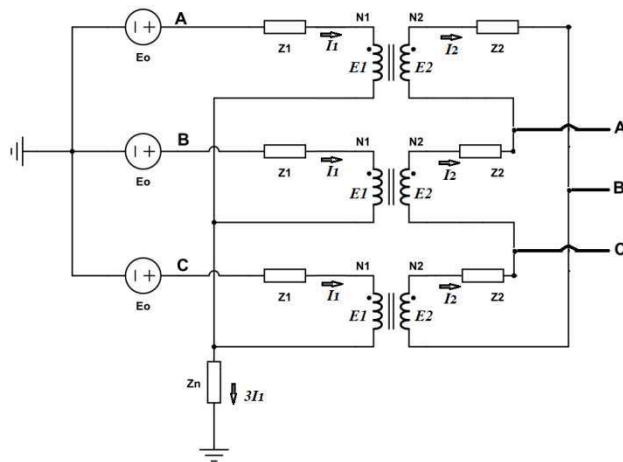 A Z1 I1 N1 N2 I2 Z2
Eo E1 E2
A
B Z1 I1 N1 N2 I2 Z2
Eo E1 E2
B
C
C Z1 I1 N1 N2 I2 Z2
Eo E1 E2
Zn 3I1